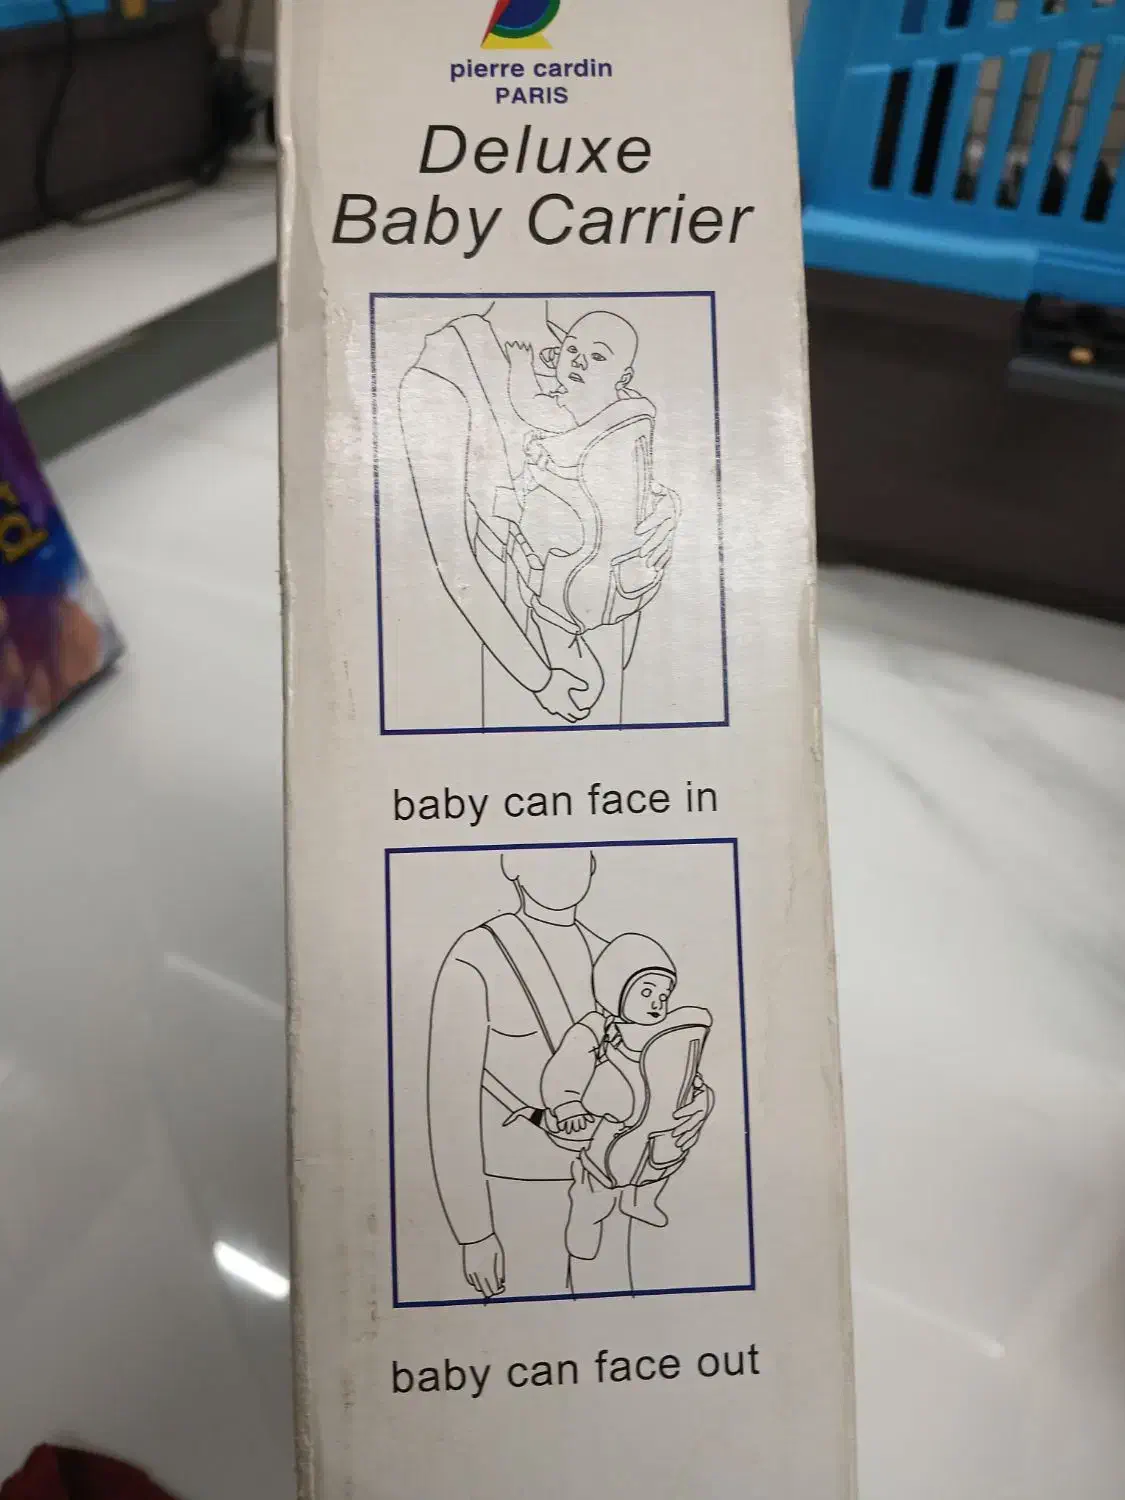 pierre cardin
PARIS
Deluxe
Baby Carrier
baby can face in
baby can face out